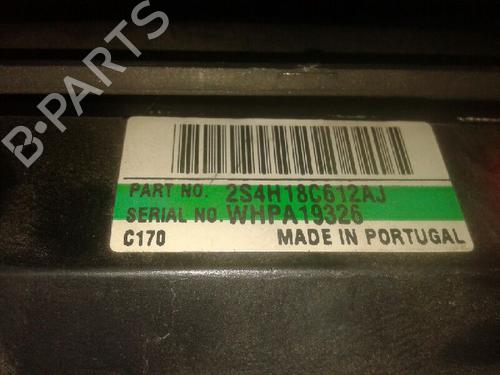 B-PARTS
PART NO. 2S4H18C612AJ
SERIAL NO. WHPA19326
C170 MADE IN PORTUGAL